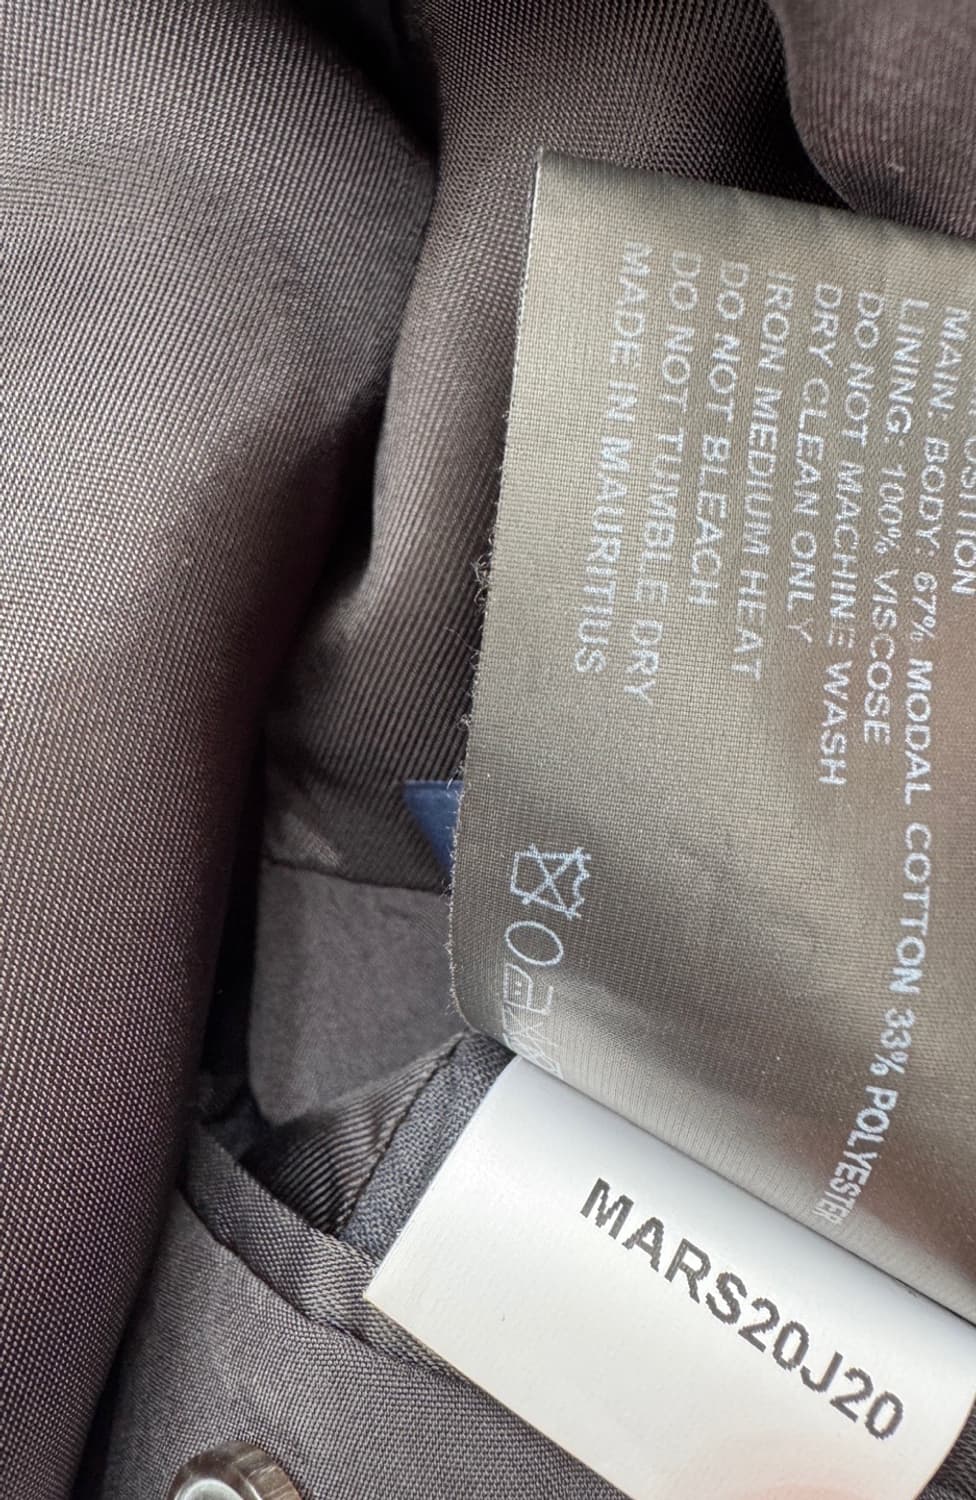 MAIN: BODY: 67% MODAL COTTON 33% POLYESTER
LINING: 100% VISCOSE
DO NOT MACHINE WASH
DRY CLEAN ONLY
IRON MEDIUM HEAT
DO NOT BLEACH
DO NOT TUMBLE DRY
MADE IN MAURITIUS
MARS20J20